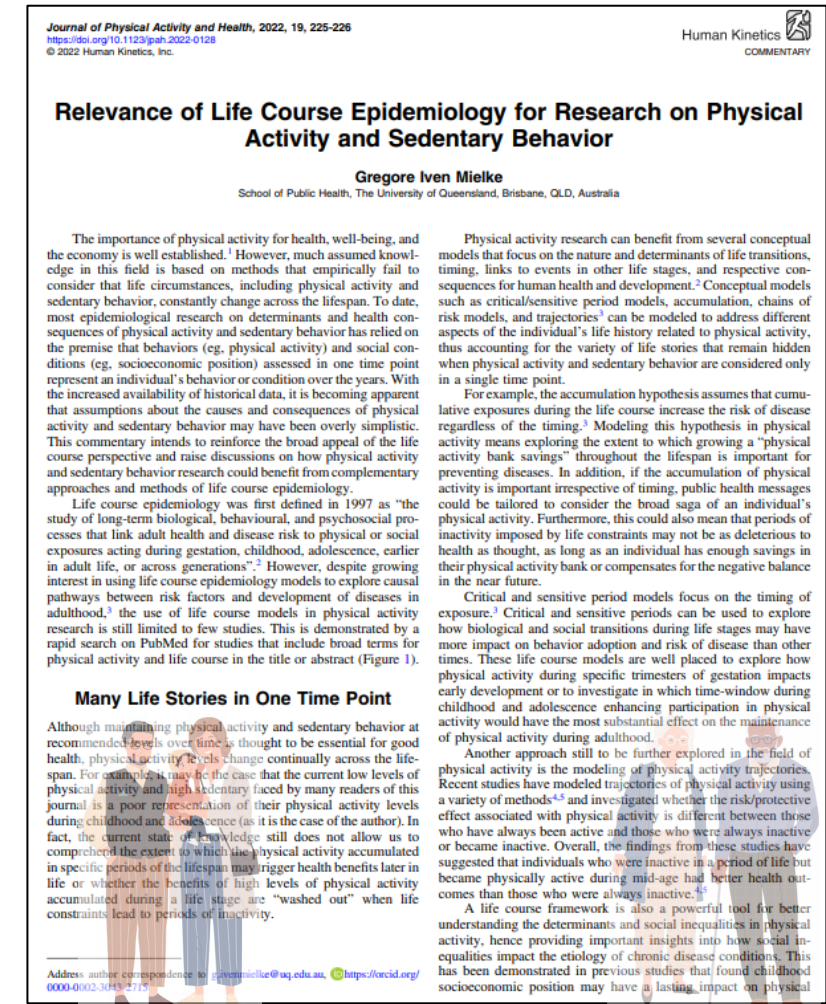 Journal of Physical Activity and Health, 2022, 19, 225-226
https://doi.org/10.1123/jpah.2022-0128
© 2022 Human Kinetics, Inc.
Human Kinetics
COMMENTARY
Relevance of Life Course Epidemiology for Research on Physical
Activity and Sedentary Behavior
Gregore Iven Mielke
School of Public Health, The University of Queensland, Brisbane, QLD, Australia
The importance of physical activity for health, well-being, and
the economy is well established.1 However, much assumed knowl-
edge in this field is based on methods that empirically fail to
consider that life circumstances, including physical activity and
sedentary behavior, constantly change across the lifespan. To date,
most epidemiological research on determinants and health con-
sequences of physical activity and sedentary behavior has relied on
the premise that behaviors (eg, physical activity) and social con-
ditions (eg, socioeconomic position) assessed in one time point
represent an individual's behavior or condition over the years. With
the increased availability of historical data, it is becoming apparent
that assumptions about the causes and consequences of physical
activity and sedentary behavior may have been overly simplistic.
This commentary intends to reinforce the broad appeal of the life
course perspective and raise discussions on how physical activity
and sedentary behavior research could benefit from complementary
approaches and methods of life course epidemiology.
Life course epidemiology was first defined in 1997 as “the
study of long-term biological, behavioural, and psychosocial pro-
cesses that link adult health and disease risk to physical or social
exposures acting during gestation, childhood, adolescence, earlier
in adult life, or across generations”.2 However, despite growing
interest in using life course epidemiology models to explore causal
pathways between risk factors and development of diseases in
adulthood,3 the use of life course models in physical activity
research is still limited to few studies. This is demonstrated by a
rapid search on PubMed for studies that include broad terms for
physical activity and life course in the title or abstract (Figure 1).
Many Life Stories in One Time Point
Although maintaining physical activity and sedentary behavior at
recommended levels over time is thought to be essential for good
health, physical activity levels change continually across the life-
span. For example, it may be the case that the current low levels of
physical activity and high sedentary faced by many readers of this
journal is a poor representation of their physical activity levels
during childhood and adolescence (as it is the case of the author). In
fact, the current state of knowledge still does not allow us to
comprehend the extent to which the physical activity accumulated
in specific periods of the lifespan may trigger health benefits later in
life or whether the benefits of high levels of physical activity
accumulated during a life stage are “washed out” when life
constraints lead to periods of inactivity.
Address author correspondence to g.ivenmielke@uq.edu.au, https://orcid.org/
0000-0002-3043-2715
Physical activity research can benefit from several conceptual
models that focus on the nature and determinants of life transitions,
timing, links to events in other life stages, and respective con-
sequences for human health and development.2 Conceptual models
such as critical/sensitive period models, accumulation, chains of
risk models, and trajectories3 can be modeled to address different
aspects of the individual's life history related to physical activity,
thus accounting for the variety of life stories that remain hidden
when physical activity and sedentary behavior are considered only
in a single time point.
For example, the accumulation hypothesis assumes that cumu-
lative exposures during the life course increase the risk of disease
regardless of the timing.3 Modeling this hypothesis in physical
activity means exploring the extent to which growing a “physical
activity bank savings” throughout the lifespan is important for
preventing diseases. In addition, if the accumulation of physical
activity is important irrespective of timing, public health messages
could be tailored to consider the broad saga of an individual's
physical activity. Furthermore, this could also mean that periods of
inactivity imposed by life constraints may not be as deleterious to
health as thought, as long as an individual has enough savings in
their physical activity bank or compensates for the negative balance
in the near future.
Critical and sensitive period models focus on the timing of
exposure.3 Critical and sensitive periods can be used to explore
how biological and social transitions during life stages may have
more impact on behavior adoption and risk of disease than other
times. These life course models are well placed to explore how
physical activity during specific trimesters of gestation impacts
early development or to investigate in which time-window during
childhood and adolescence enhancing participation in physical
activity would have the most substantial effect on the maintenance
of physical activity during adulthood.
Another approach still to be further explored in the field of
physical activity is the modeling of physical activity trajectories.
Recent studies have modeled trajectories of physical activity using
a variety of methods4,5 and investigated whether the risk/protective
effect associated with physical activity is different between those
who have always been active and those who were always inactive
or became inactive. Overall, the findings from these studies have
suggested that individuals who were inactive in a period of life but
became physically active during mid-age had better health out-
comes than those who were always inactive.4,5
A life course framework is also a powerful tool for better
understanding the determinants and social inequalities in physical
activity, hence providing important insights into how social in-
equalities impact the etiology of chronic disease conditions. This
has been demonstrated in previous studies that found childhood
socioeconomic position may have a lasting impact on physical